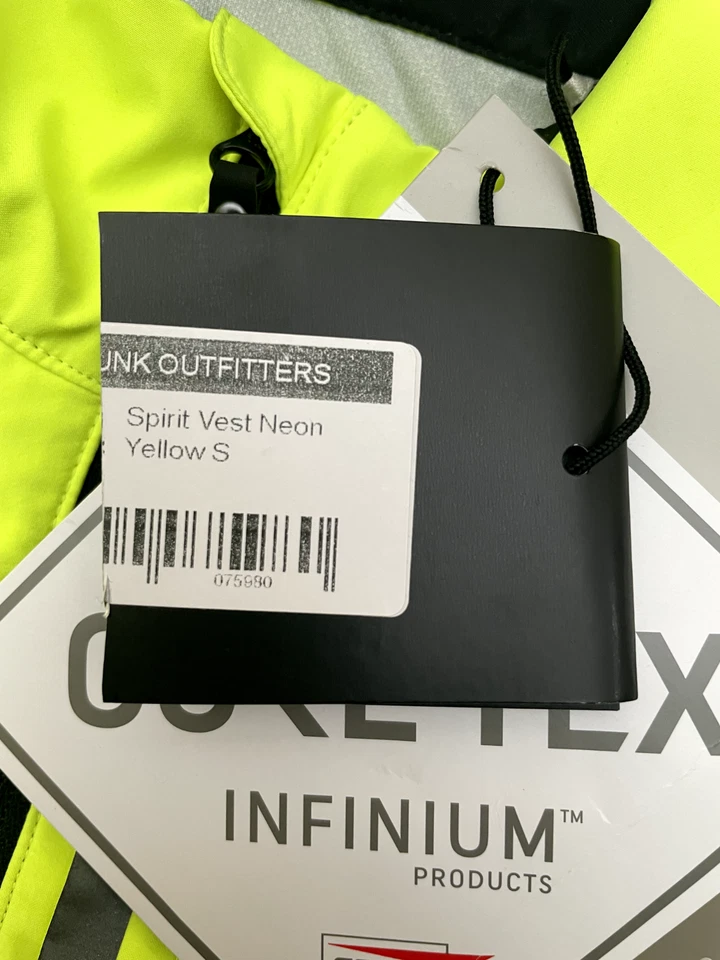 UNK OUTFITTERS
Spirit Vest Neon
Yellow S
075980
INFINIUM™
PRODUCTS